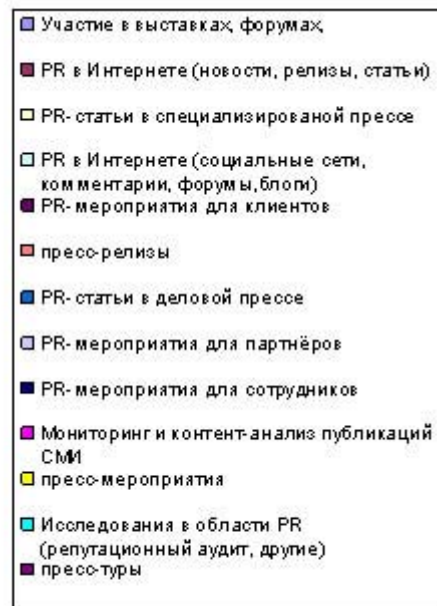 Участие в выставках, форумах,
PR в Интернете (новости, релизы, статьи)
PR- статьи в специализированой прессе
PR в Интернете (социальные сети,
комментарии, форумы,блоги)
PR- мероприятия для клиентов
пресс-релизы
PR- статьи в деловой прессе
PR- мероприятия для партнёров
PR- мероприятия для сотрудников
Мониторинг и контент-анализ публикаций
СМИ
пресс-мероприятия
Исследования в области PR
(репутационный аудит, другие)
пресс-туры